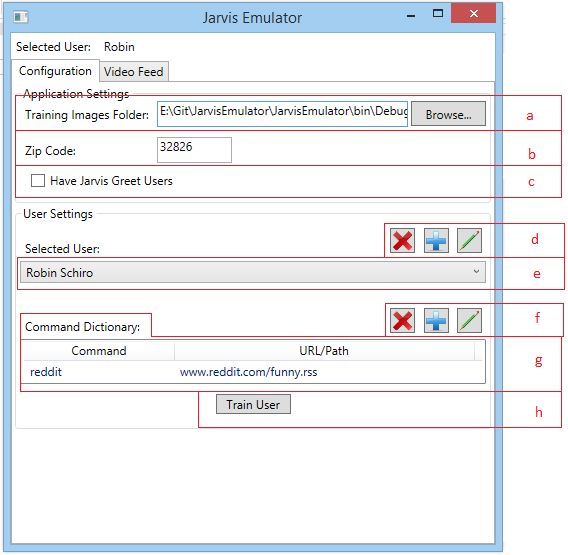 Jarvis Emulator
Selected User: Robin
Configuration Video Feed
Application Settings
Training Images Folder: E:\Git\JarvisEmulator\JarvisEmulator\bin\Debug Browse... a
Zip Code: 32826 b
Have Jarvis Greet Users c
User Settings
d
Selected User:
Robin Schiro e
f
Command Dictionary:
Command URL/Path
g
reddit www.reddit.com/funny.rss
Train User h